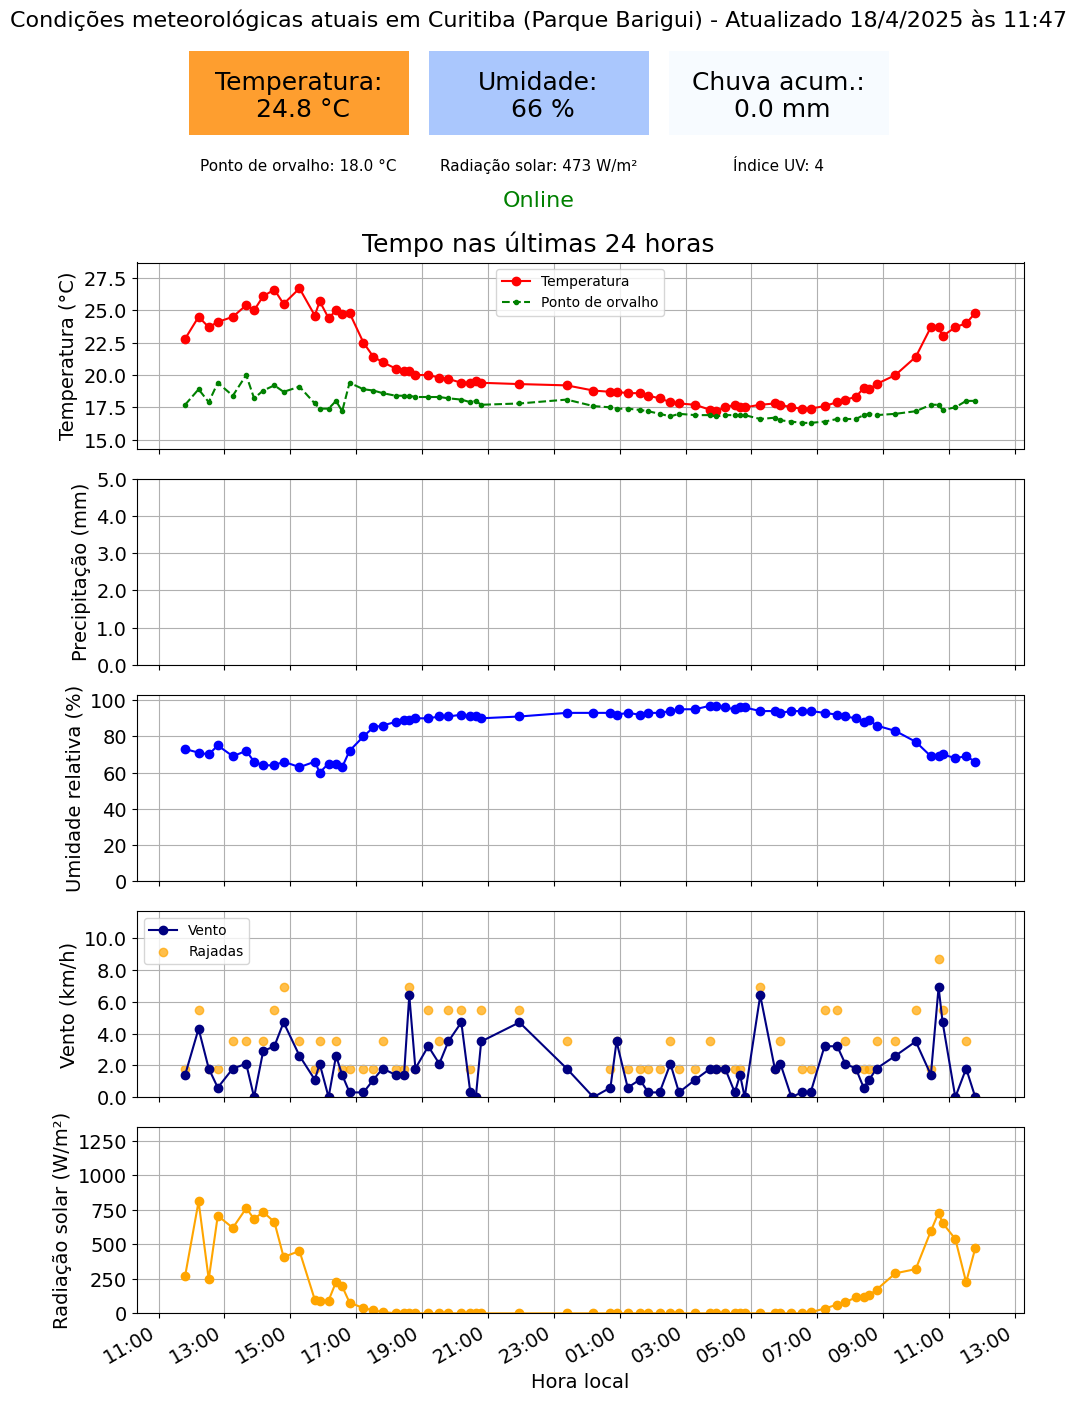 Condições meteorológicas atuais em Curitiba (Parque Barigui) - Atualizado 18/4/2025 às 11:47
Temperatura:
24.8 °C
Umidade:
66 %
Chuva acum.:
0.0 mm
Ponto de orvalho: 18.0 °C
Radiação solar: 473 W/m²
Índice UV: 4
Online
Tempo nas últimas 24 horas
Temperatura (°C)
27.5
25.0
22.5
20.0
17.5
15.0
Temperatura
Ponto de orvalho
Precipitação (mm)
5.0
4.0
3.0
2.0
1.0
0.0
Umidade relativa (%)
100
80
60
40
20
0
Vento (km/h)
10.0
8.0
6.0
4.0
2.0
0.0
Vento
Rajadas
Radiação solar (W/m²)
1250
1000
750
500
250
0
11:00
13:00
15:00
17:00
19:00
21:00
23:00
01:00
03:00
05:00
07:00
09:00
11:00
13:00
Hora local